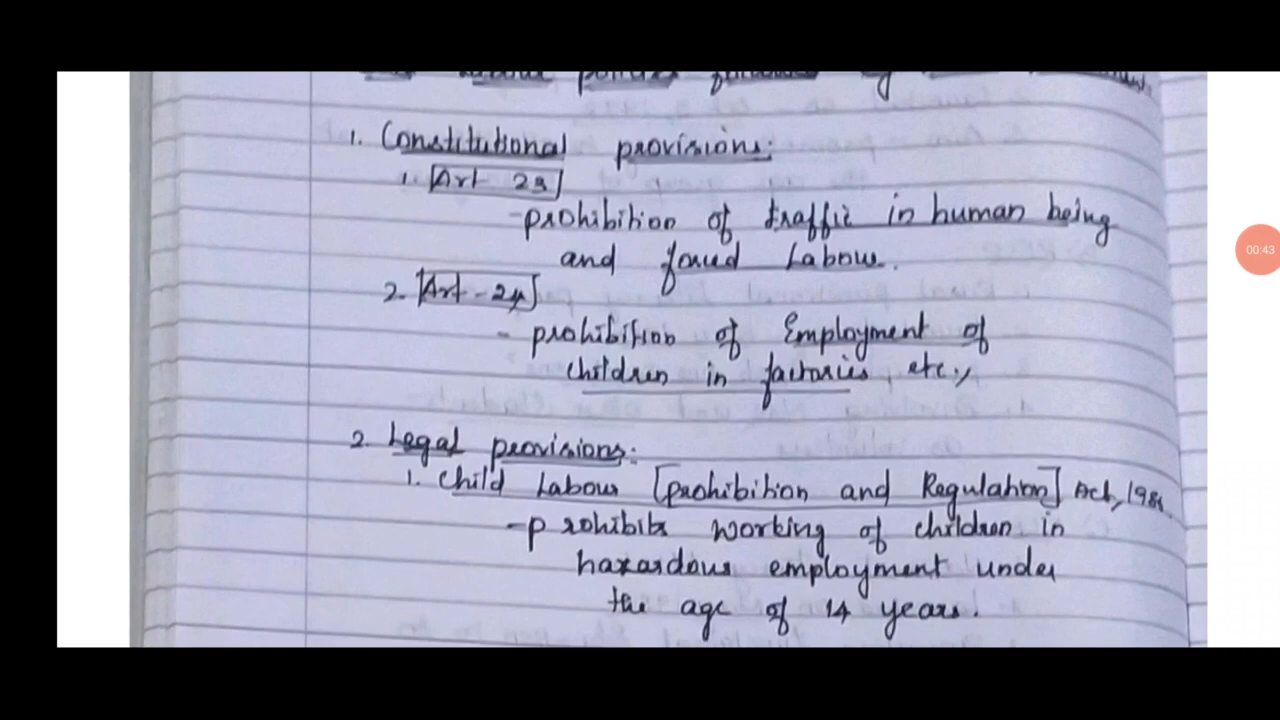 1. Constitutional provisions:
1. [Art 23]
- prohibition of traffic in human being
and forced Labour.
2. [Art - 24]
- prohibition of Employment of
children in factories, etc.,
2. Legal provisions:
1. Child Labour [prohibition and Regulation] Act, 1986
- prohibits working of children in
hazardous employment under
the age of 14 years.
00:43